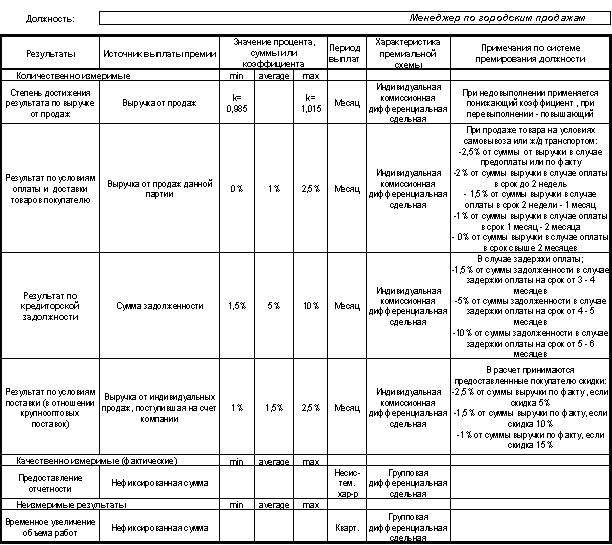 Должность: Менеджер по городским продажам
Результаты
Источник выплаты премии
Значение процента,
суммы или
коэффициента
Период
выплат
Характеристика
премиальной
схемы
Примечания по системе
премирования должности
Количественно измеримые
min average max
Степень достижения
результата по выручке
от продаж
Выручка от продаж
k=
0,985
k=
1,015
Месяц
Индивидуальная
комиссионная
дифференциальная
сдельная
При недовыполнении применяется
понижающий коэффициент , при
перевыполнении - повышающий
Результат по условиям
оплаты и доставки
товаров покупателю
Выручка от продаж данной
партии
0% 1% 2,5%
Месяц
Индивидуальная
комиссионная
дифференциальная
сдельная
При продаже товара на условиях
самовывоза или ж/д транспортом:
-2,5% от суммы от выручки в случае
предоплаты или по факту
-2% от суммы выручки в случае оплаты
в срок до 2 недель
- 1,5% от суммы выручки в случае
оплаты в срок 2 недели - 1 месяц
-1% от суммы выручки в случае оплаты
в срок 1 месяц - 2 месяца
- 0% от суммы выручки в случае оплаты
в срок свыше 2 месяцев
Результат по
кредиторской
задолжности
Сумма задолженности
1,5% 5% 10%
Месяц
Индивидуальная
комиссионная
дифференциальная
сдельная
В случае задержки оплаты;
-1,5% от суммы задолженности в случае
задержки оплаты на срок от 3 - 4
месяцев
-5% от суммы задолженности в случае
задержки оплаты на срок от 4 - 5
месяцев
-10% от суммы задолженности в случае
задержки оплаты на срок от 5 - 6
месяцев
Результат по условиям
поставки (в отношении
крупнооптовых
поставок)
Выручка от индивидуальных
продаж, поступившая на счет
компании
1% 1,5% 2,5%
Месяц
Индивидуальная
комиссионная
дифференциальная
сдельная
В расчет принимаются
предоставленные покупателю скидки:
-2,5% от суммы выручки по факту, если
скидка 5%
-1,5% от суммы выручки по факту, если
скидка 10%
-1% от суммы выручки по факту, если
скидка 15%
Качественно измеримые (фактические)
min average max
Предоставление
отчетности
Нефиксированная сумма
Несис-
тем.
хар-р
Групповая
дифференциальная
сдельная
Неизмеримые результаты
min average max
Временное увеличение
объема работ
Нефиксированная сумма
Кварт.
Групповая
дифференциальная
сдельная